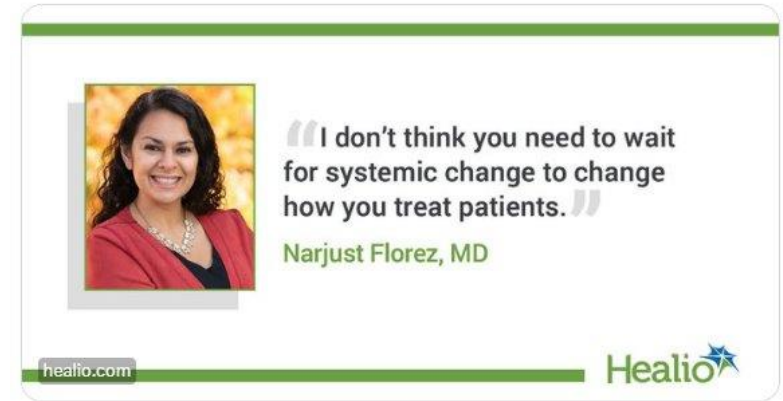 “I don’t think you need to wait
for systemic change to change
how you treat patients.”
Narjust Florez, MD
healio.com
Healio